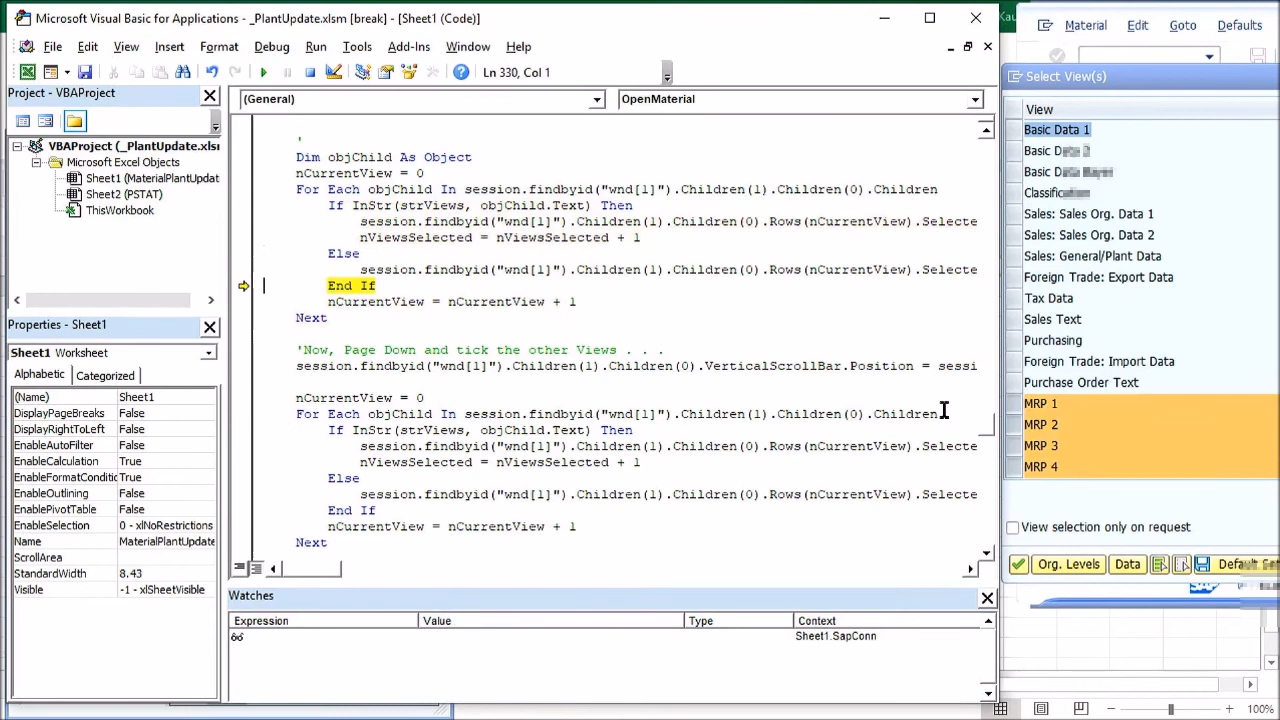 Microsoft Visual Basic for Applications - _PlantUpdate.xlsm [break] - [Sheet1 (Code)]
File Edit View Insert Format Debug Run Tools Add-Ins Window Help
Ln 330, Col 1
Project - VBAProject
VBAProject (_PlantUpdate.xlsn
Microsoft Excel Objects
Sheet1 (MaterialPlantUpdat
Sheet2 (PSTAT)
ThisWorkbook
Properties - Sheet1
Sheet1 Worksheet
Alphabetic Categorized
(Name) Sheet1
DisplayPageBreaks False
DisplayRightToLeft False
EnableAutoFilter False
EnableCalculation True
EnableFormatConditic True
EnableOutlining False
EnablePivotTable False
EnableSelection 0 - xlNoRestrictions
Name MaterialPlantUpdate
ScrollArea
StandardWidth 8.43
Visible -1 - xlSheetVisible
(General) OpenMaterial
'
Dim objChild As Object
nCurrentView = 0
For Each objChild In session.findbyid("wnd[1]").Children(1).Children(0).Children
If InStr(strViews, objChild.Text) Then
session.findbyid("wnd[1]").Children(1).Children(0).Rows(nCurrentView).Selecte
nViewsSelected = nViewsSelected + 1
Else
session.findbyid("wnd[1]").Children(1).Children(0).Rows(nCurrentView).Selecte
End If
nCurrentView = nCurrentView + 1
Next
'Now, Page Down and tick the other Views . . .
session.findbyid("wnd[1]").Children(1).Children(0).VerticalScrollBar.Position = sessi
nCurrentView = 0
For Each objChild In session.findbyid("wnd[1]").Children(1).Children(0).Children
If InStr(strViews, objChild.Text) Then
session.findbyid("wnd[1]").Children(1).Children(0).Rows(nCurrentView).Selecte
nViewsSelected = nViewsSelected + 1
Else
session.findbyid("wnd[1]").Children(1).Children(0).Rows(nCurrentView).Selecte
End If
nCurrentView = nCurrentView + 1
Next
Watches
Expression Value Type Context
Sheet1.SapConn
Kau
Material Edit Goto Defaults
Select View(s)
View
Basic Data 1
Basic
Basic Data
Sales: Sales Org. Data 1
Sales: Sales Org. Data 2
Sales: General/Plant Data
Foreign Trade: Export Data
Tax Data
Sales Text
Purchasing
Foreign Trade: Import Data
Purchase Order Text
MRP 1
MRP 2
MRP 3
MRP 4
View selection only on request
Org. Levels Data Default
100%